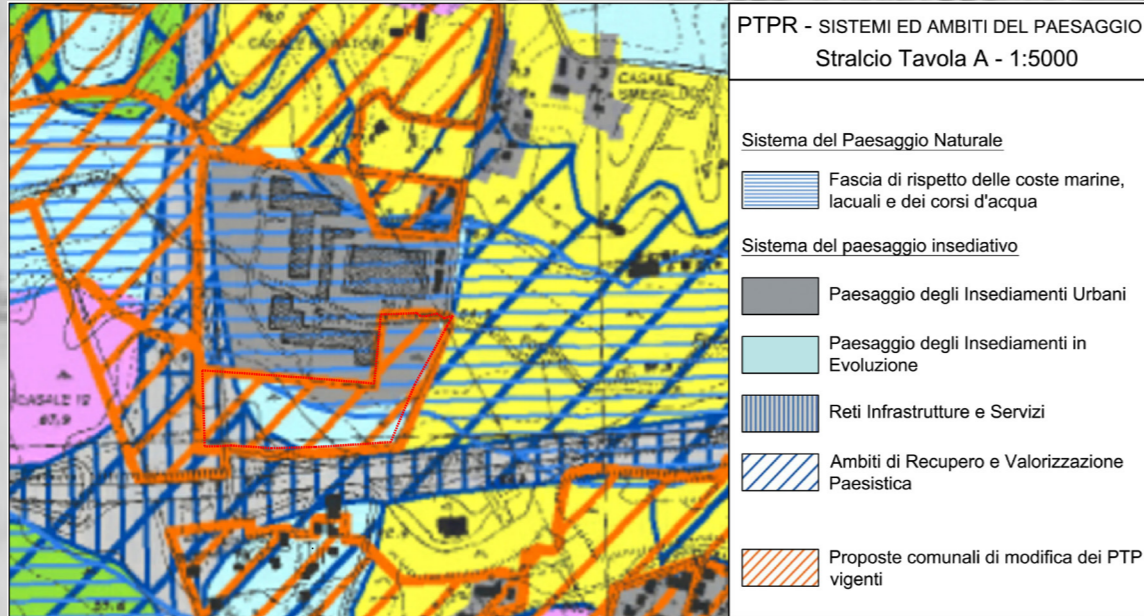 PTPR - SISTEMI ED AMBITI DEL PAESAGGIO
Stralcio Tavola A - 1:5000
Sistema del Paesaggio Naturale
Fascia di rispetto delle coste marine,
lacuali e dei corsi d'acqua
Sistema del paesaggio insediativo
Paesaggio degli Insediamenti Urbani
Paesaggio degli Insediamenti in
Evoluzione
Reti Infrastrutture e Servizi
Ambiti di Recupero e Valorizzazione
Paesistica
Proposte comunali di modifica dei PTP
vigenti
CASALE
CASALE
CASALE 18
67.9